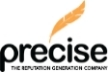 precise
THE REPUTATION GENERATION COMPANY